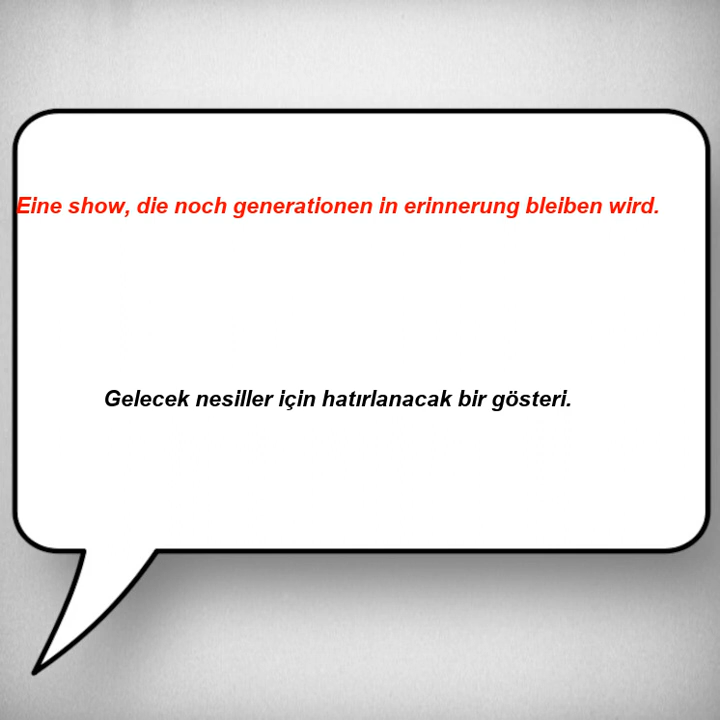 Eine show, die noch generationen in erinnerung bleiben wird.
Gelecek nesiller için hatırlanacak bir gösteri.